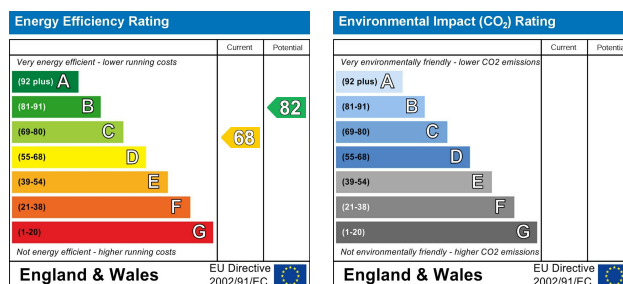 Energy Efficiency Rating
Current Potential
Very energy efficient - lower running costs
(92 plus) A
(81-91) B
82
(69-80) C
68
(55-68) D
(39-54) E
(21-38) F
(1-20) G
Not energy efficient - higher running costs
England & Wales
EU Directive
2002/91/EC
Environmental Impact (CO2) Rating
Current Potential
Very environmentally friendly - lower CO2 emissions
(92 plus) A
(81-91) B
(69-80) C
(55-68) D
(39-54) E
(21-38) F
(1-20) G
Not environmentally friendly - higher CO2 emissions
England & Wales
EU Directive
2002/91/EC